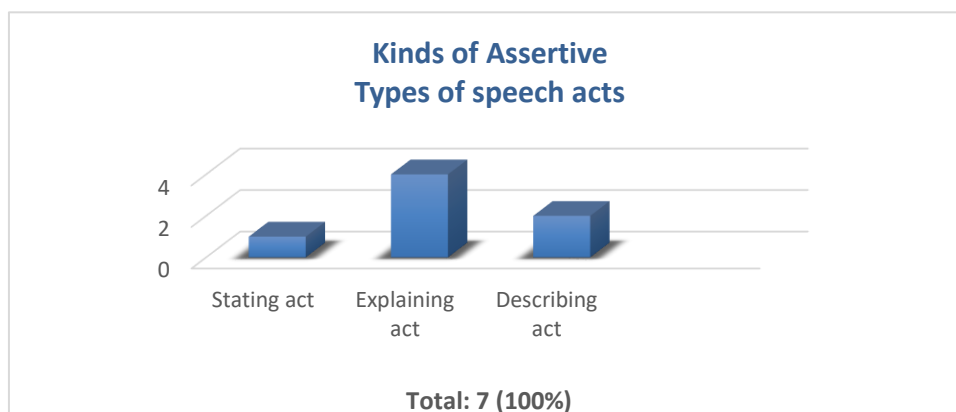 Kinds of Assertive
Types of speech acts
4
2
0
Stating act
Explaining
act
Describing
act
Total: 7 (100%)